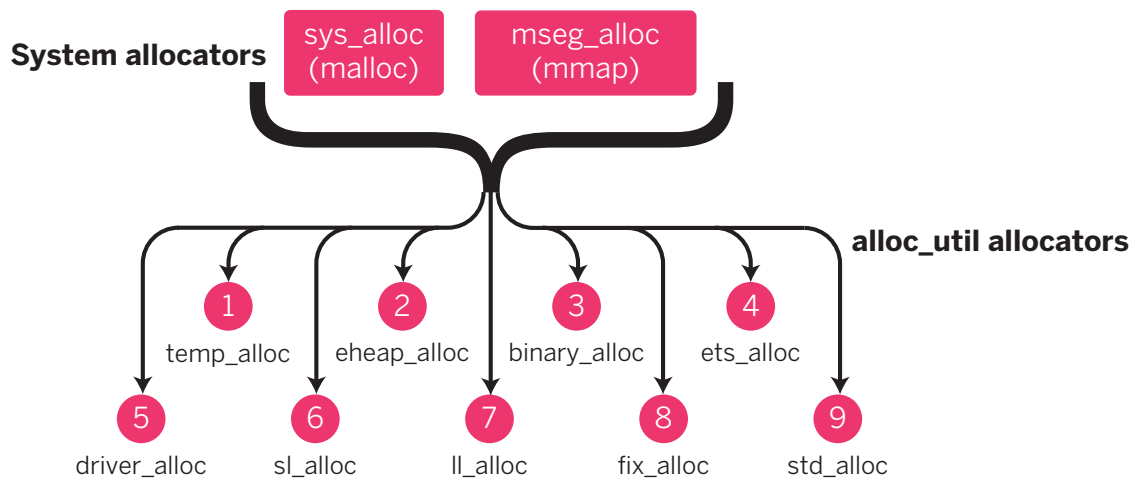 System allocators
sys_alloc
(malloc)
mseg_alloc
(mmap)
alloc_util allocators
1
temp_alloc
2
eheap_alloc
3
binary_alloc
4
ets_alloc
5
driver_alloc
6
sl_alloc
7
ll_alloc
8
fix_alloc
9
std_alloc